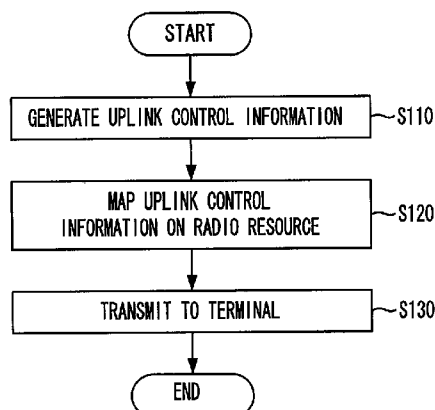 START
GENERATE UPLINK CONTROL INFORMATION
S110
MAP UPLINK CONTROL
INFORMATION ON RADIO RESOURCE
S120
TRANSMIT TO TERMINAL
S130
END